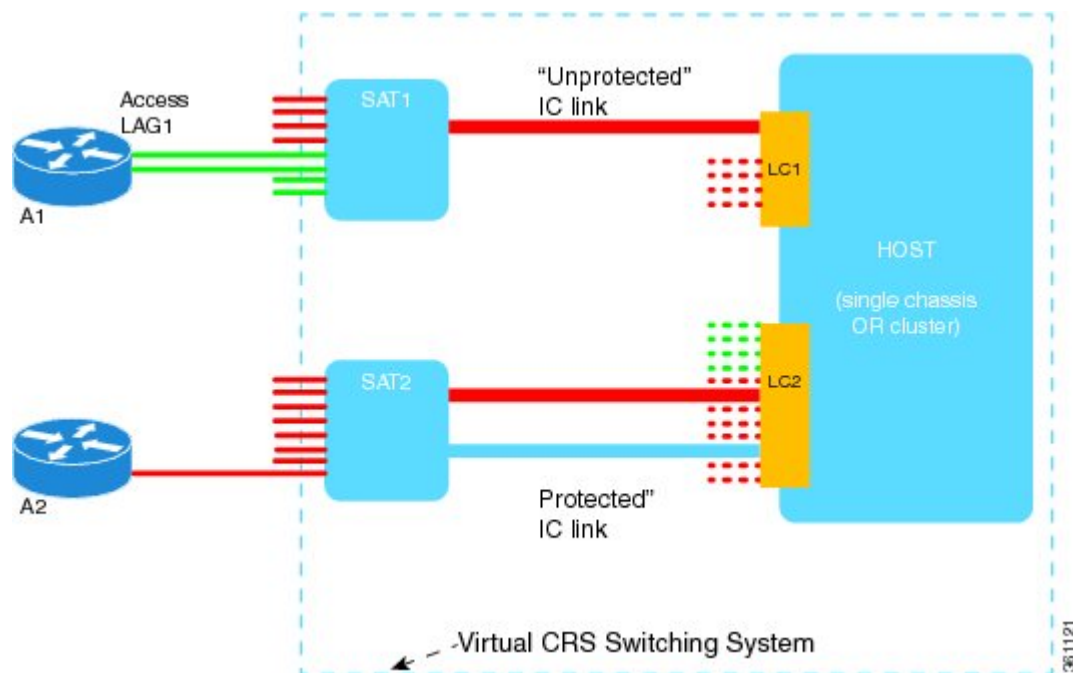 Access
LAG1
A1
SAT1
“Unprotected”
IC link
LC1
HOST
(single chassis
OR cluster)
SAT2
LC2
A2
Protected”
IC link
Virtual CRS Switching System
361121